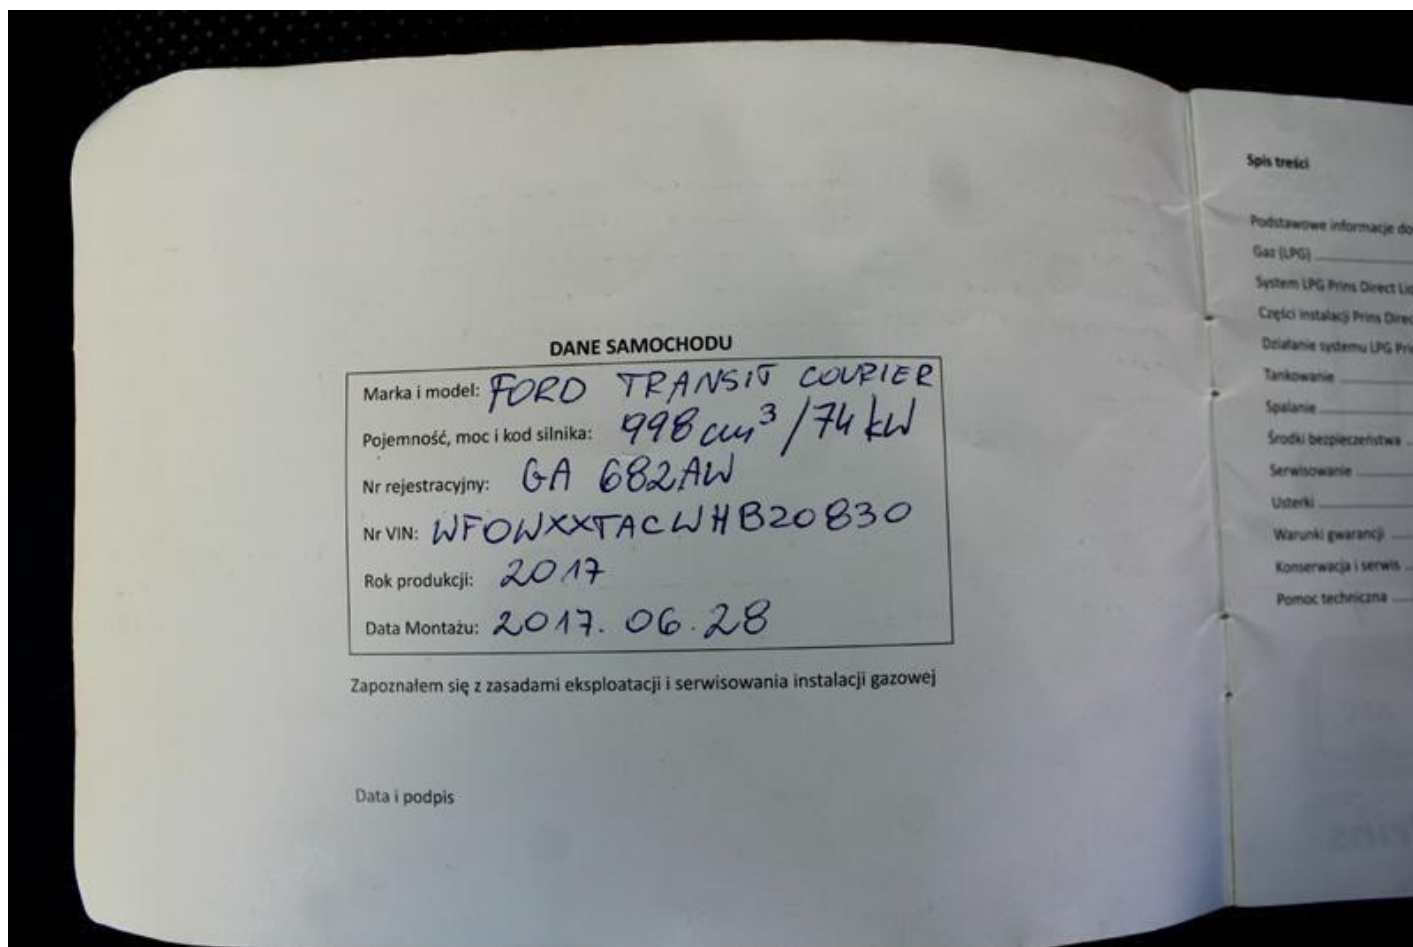 DANE SAMOCHODU
Marka i model: FORD TRANSIT COURIER
Pojemność, moc i kod silnika: 998 cm³/74 kW
Nr rejestracyjny: GA 682AW
Nr VIN: WFOWXXTACWHB20830
Rok produkcji: 2017
Data Montażu: 2017.06.28
Zapoznałem się z zasadami eksploatacji i serwisowania instalacji gazowej
Data i podpis
Spis treści
Podstawowe informacje do
Gaz (LPG)
System LPG Prins Direct Liq
Części instalacji Prins Direc
Działanie systemu LPG Prin
Tankowanie
Spalanie
Środki bezpieczeństwa
Serwisowanie
Usterki
Warunki gwarancji
Konserwacja i serwis
Pomoc techniczna